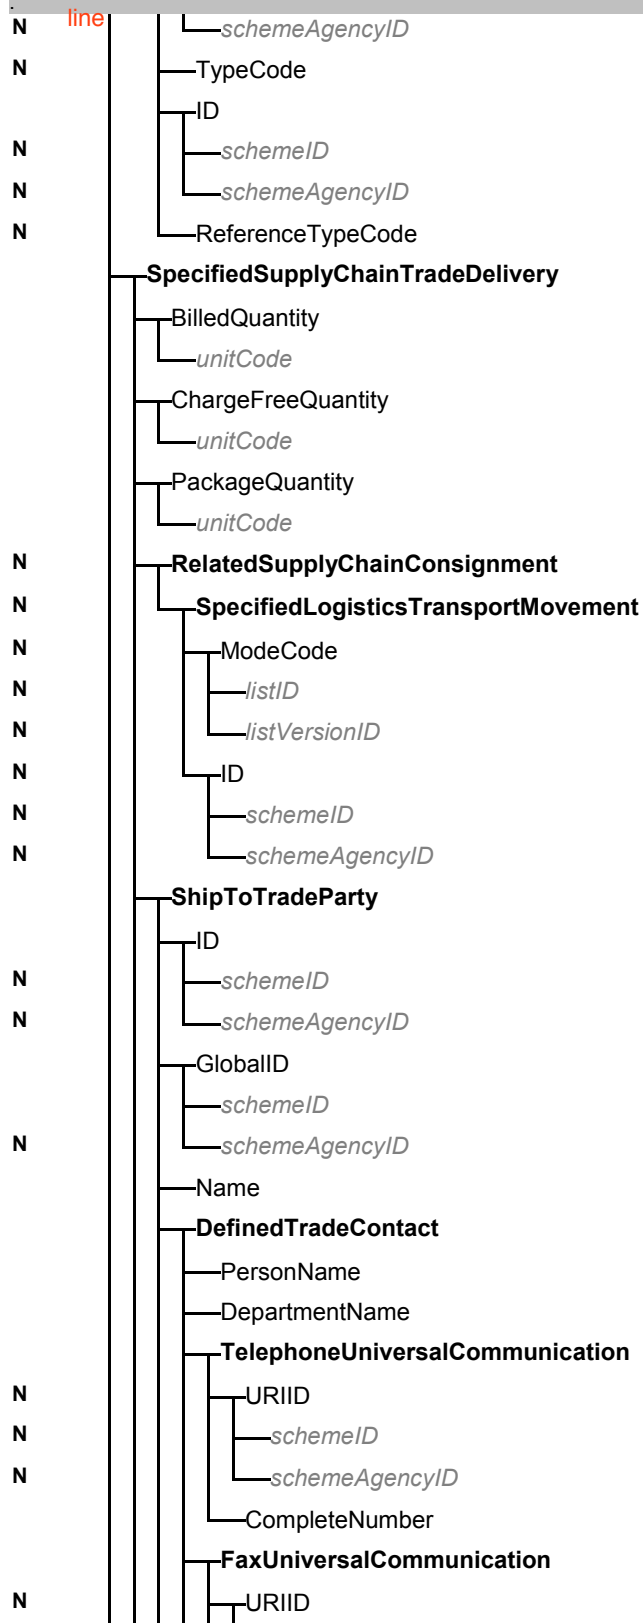 .
line
N schemeAgencyID
N TypeCode
ID
N schemeID
N schemeAgencyID
N ReferenceTypeCode
SpecifiedSupplyChainTradeDelivery
BilledQuantity
unitCode
ChargeFreeQuantity
unitCode
PackageQuantity
unitCode
N RelatedSupplyChainConsignment
N SpecifiedLogisticsTransportMovement
N ModeCode
N listID
N listVersionID
N ID
N schemeID
N schemeAgencyID
ShipToTradeParty
ID
N schemeID
N schemeAgencyID
GlobalID
schemeID
N schemeAgencyID
Name
DefinedTradeContact
PersonName
DepartmentName
TelephoneUniversalCommunication
N URIID
N schemeID
N schemeAgencyID
CompleteNumber
FaxUniversalCommunication
N URIID